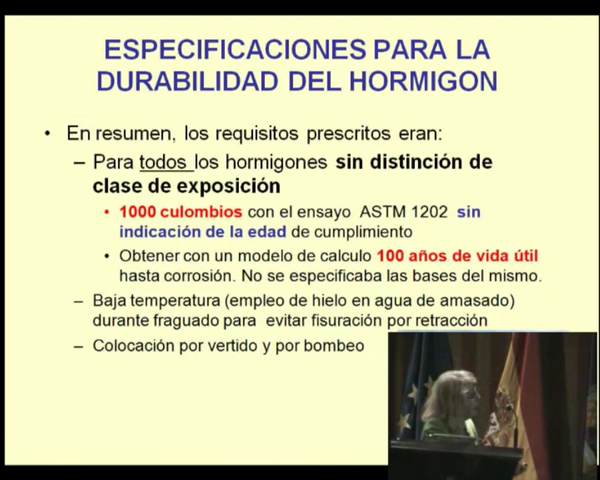 ESPECIFICACIONES PARA LA
DURABILIDAD DEL HORMIGON
• En resumen, los requisitos prescritos eran:
– Para todos los hormigones sin distinción de
clase de exposición
• 1000 culombios con el ensayo ASTM 1202 sin
indicación de la edad de cumplimiento
• Obtener con un modelo de calculo 100 años de vida útil
hasta corrosión. No se especificaba las bases del mismo.
– Baja temperatura (empleo de hielo en agua de amasado)
durante fraguado para evitar fisuración por retracción
– Colocación por vertido y por bombeo